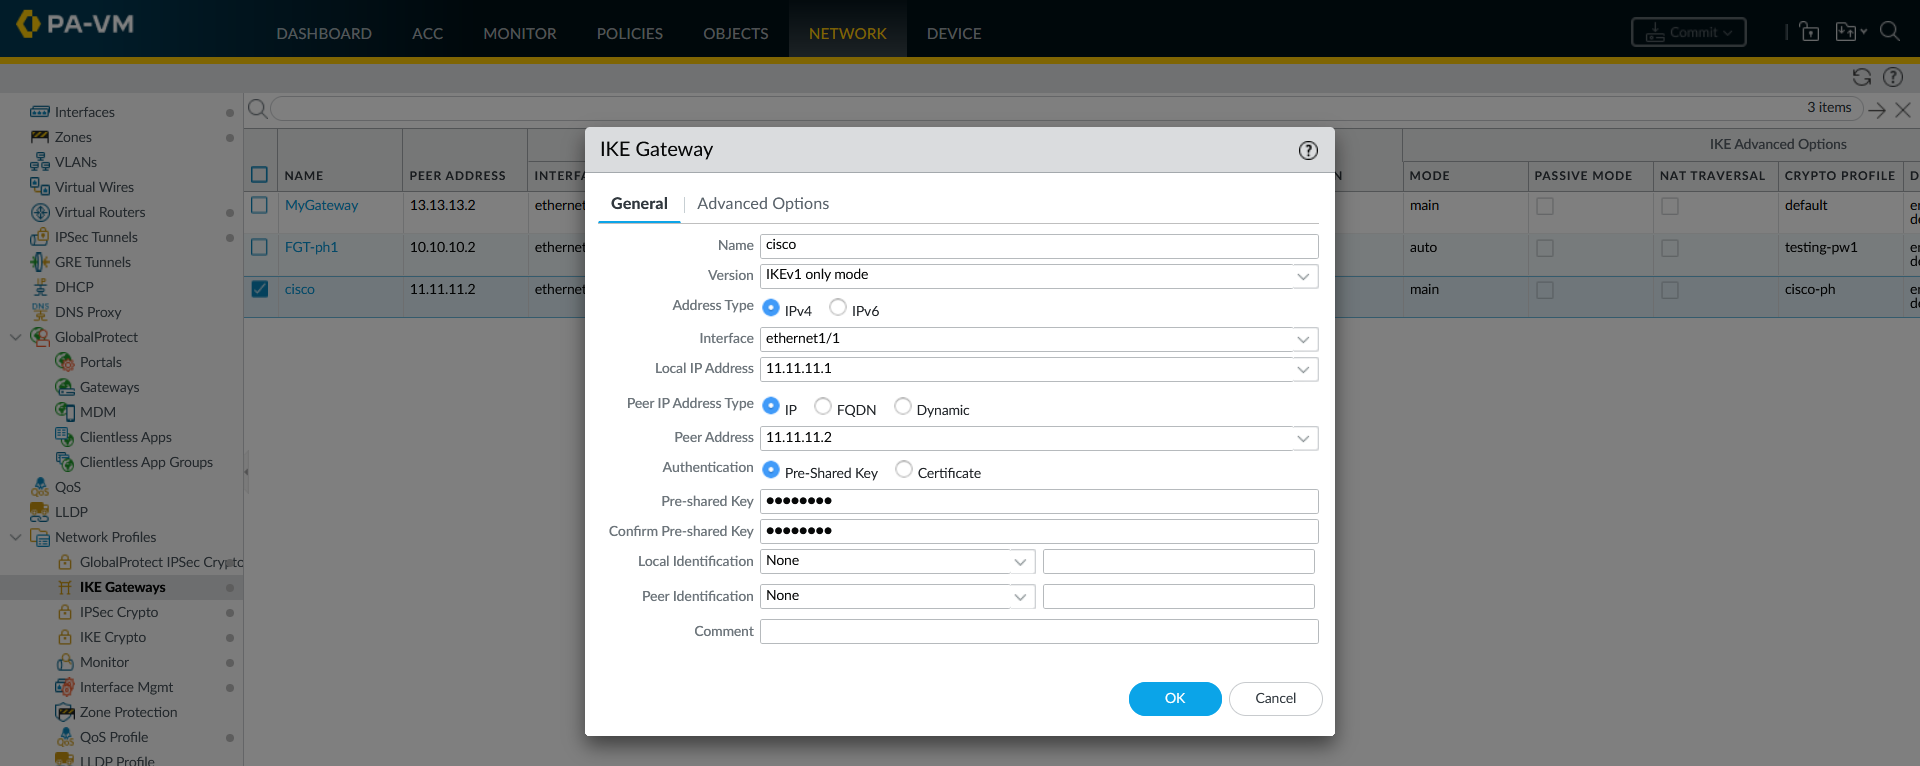 PA-VM
DASHBOARD ACC MONITOR POLICIES OBJECTS NETWORK DEVICE
Commit
Interfaces
Zones
VLANs
Virtual Wires
Virtual Routers
IPSec Tunnels
GRE Tunnels
DHCP
DNS Proxy
GlobalProtect
Portals
Gateways
MDM
Clientless Apps
Clientless App Groups
QoS
LLDP
Network Profiles
GlobalProtect IPSec Crypto
IKE Gateways
IPSec Crypto
IKE Crypto
Monitor
Interface Mgmt
Zone Protection
QoS Profile
LLDP Profile
3 items
IKE Advanced Options
NAME PEER ADDRESS MODE PASSIVE MODE NAT TRAVERSAL CRYPTO PROFILE
MyGateway 13.13.13.2 main default
FGT-ph1 10.10.10.2 auto testing-pw1
cisco 11.11.11.2 main cisco-ph
IKE Gateway
General Advanced Options
Name cisco
Version IKEv1 only mode
Address Type IPv4 IPv6
Interface ethernet1/1
Local IP Address 11.11.11.1
Peer IP Address Type IP FQDN Dynamic
Peer Address 11.11.11.2
Authentication Pre-Shared Key Certificate
Pre-shared Key ••••••••
Confirm Pre-shared Key ••••••••
Local Identification None
Peer Identification None
Comment
OK Cancel